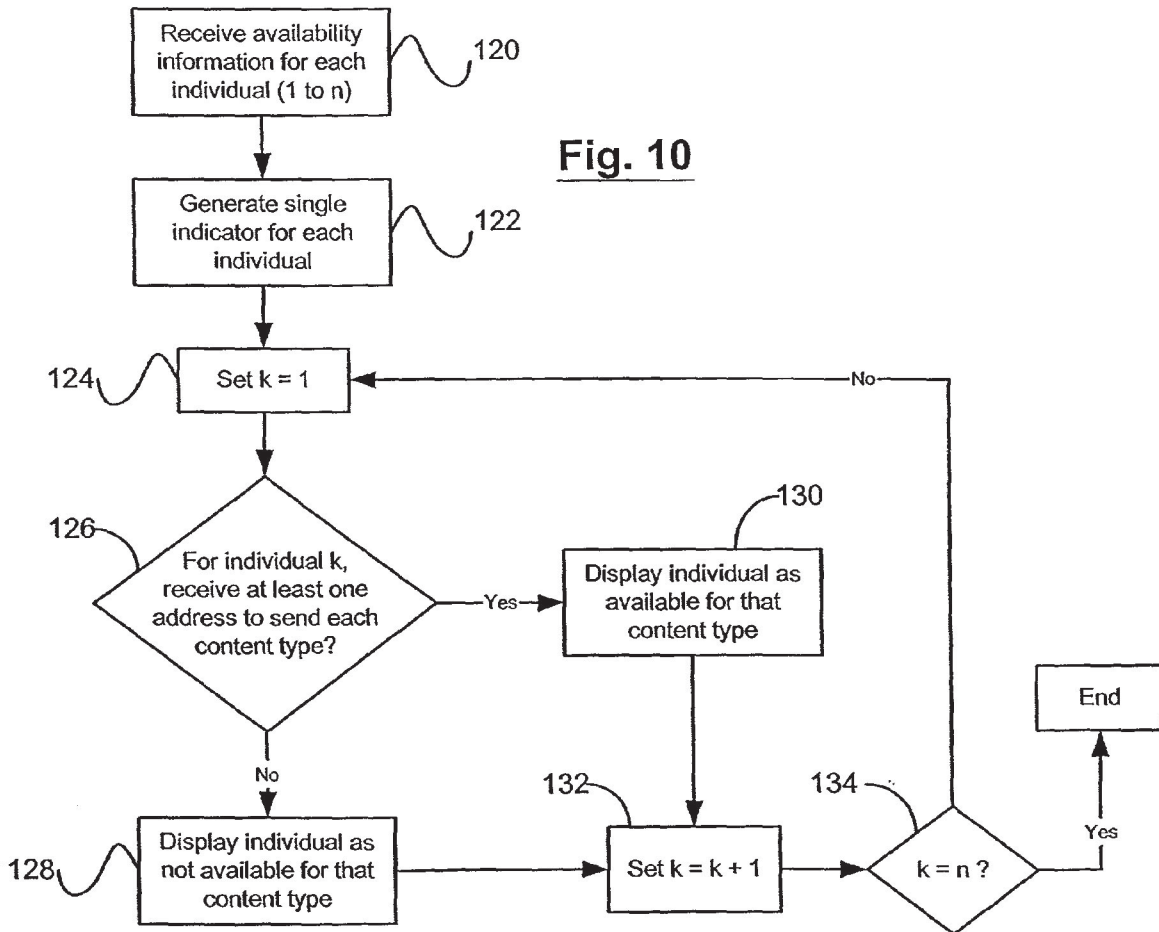 Receive availability
information for each
individual (1 to n)
120
Fig. 10
Generate single
indicator for each
individual
122
124
Set k = 1
No
126
For individual k,
receive at least one
address to send each
content type?
Yes
130
Display individual as
available for that
content type
End
No
132
134
Yes
128
Display individual as
not available for that
content type
Set k = k + 1
k = n ?